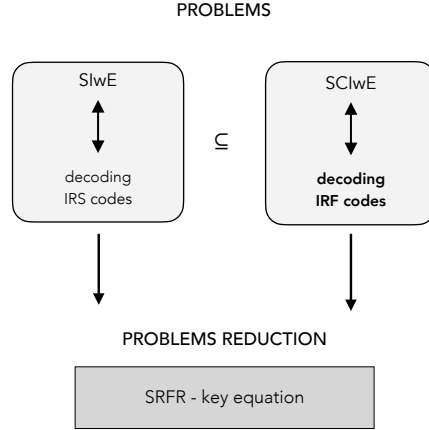 PROBLEMS
SIwE
SCIwE
⊆
decoding
IRS codes
decoding
IRF codes
PROBLEMS REDUCTION
SRFR - key equation